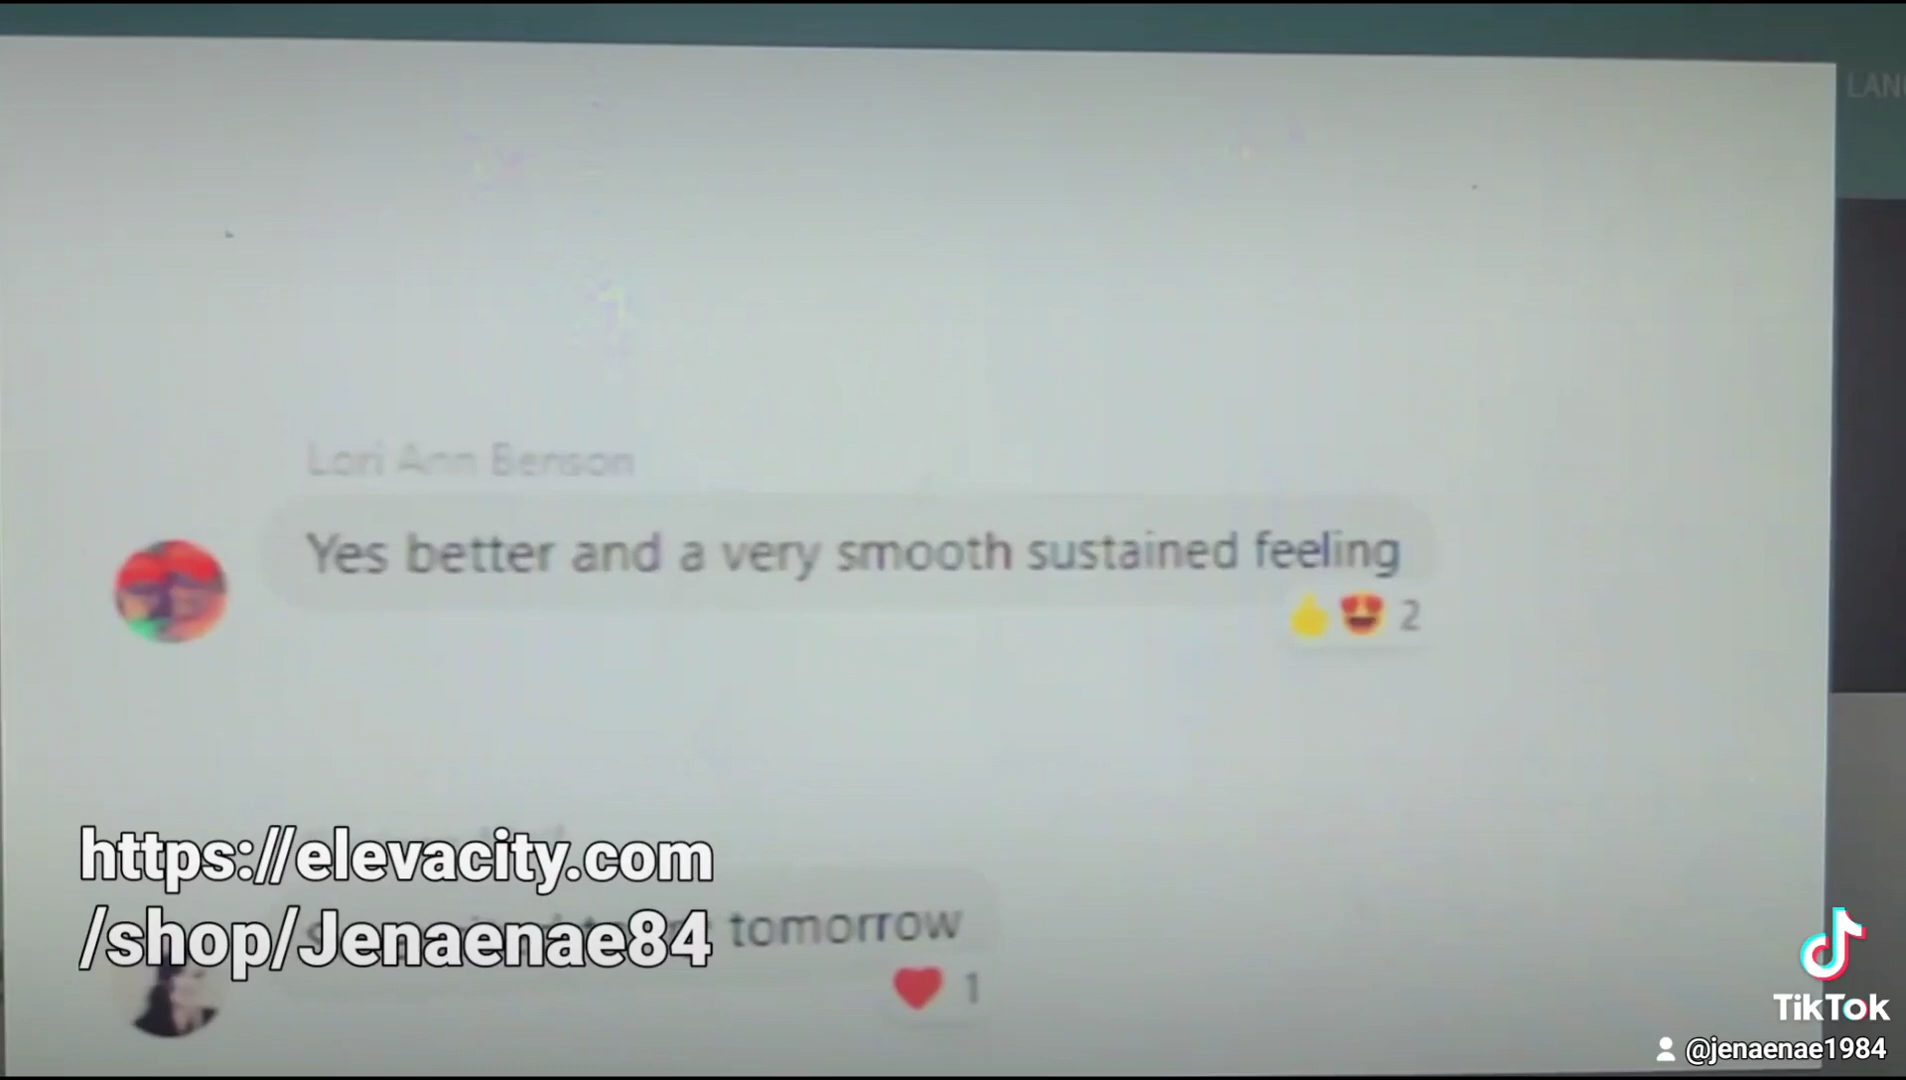 LAN
Lori Ann Benson
Yes better and a very smooth sustained feeling
2
https://elevacity.com
/shop/Jenaenae84
tomorrow
1
TikTok
@jenaenae1984